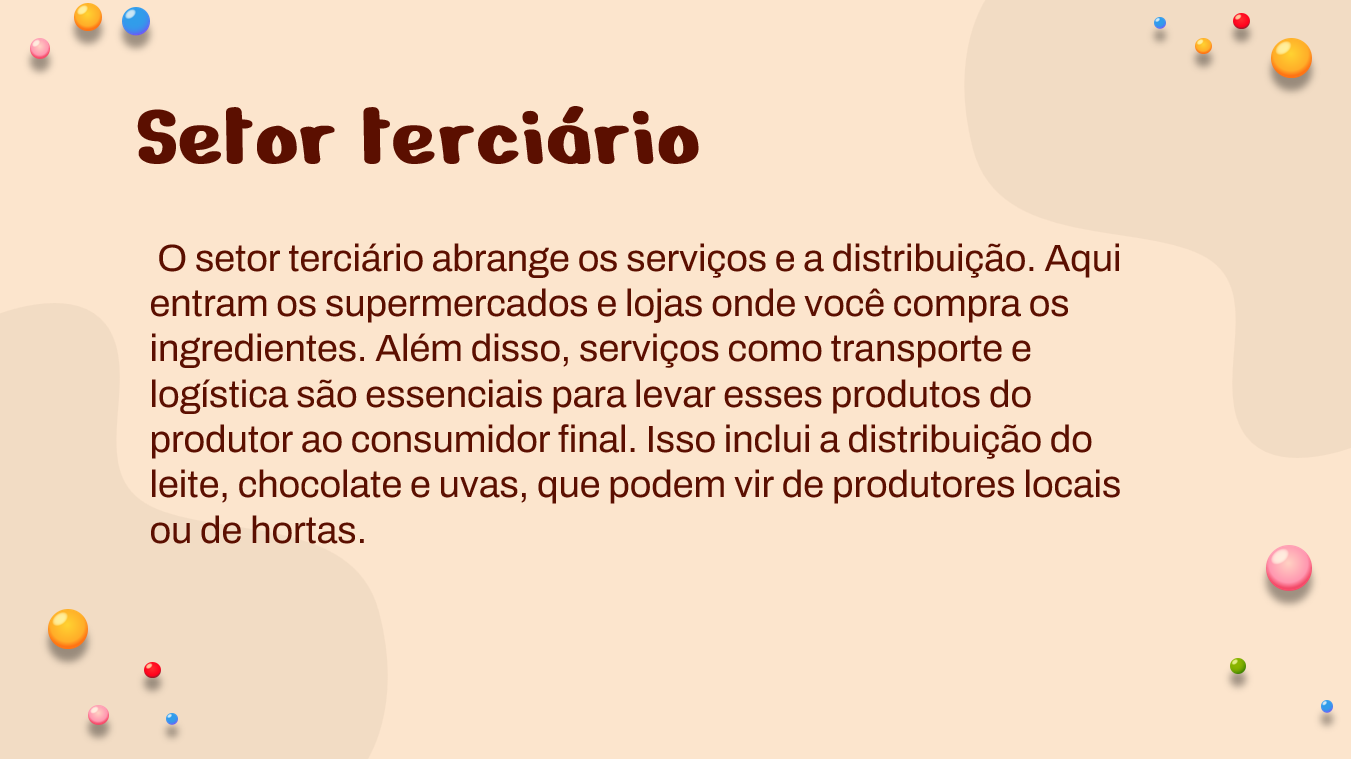 Setor terciário
O setor terciário abrange os serviços e a distribuição. Aqui
entram os supermercados e lojas onde você compra os
ingredientes. Além disso, serviços como transporte e
logística são essenciais para levar esses produtos do
produtor ao consumidor final. Isso inclui a distribuição do
leite, chocolate e uvas, que podem vir de produtores locais
ou de hortas.